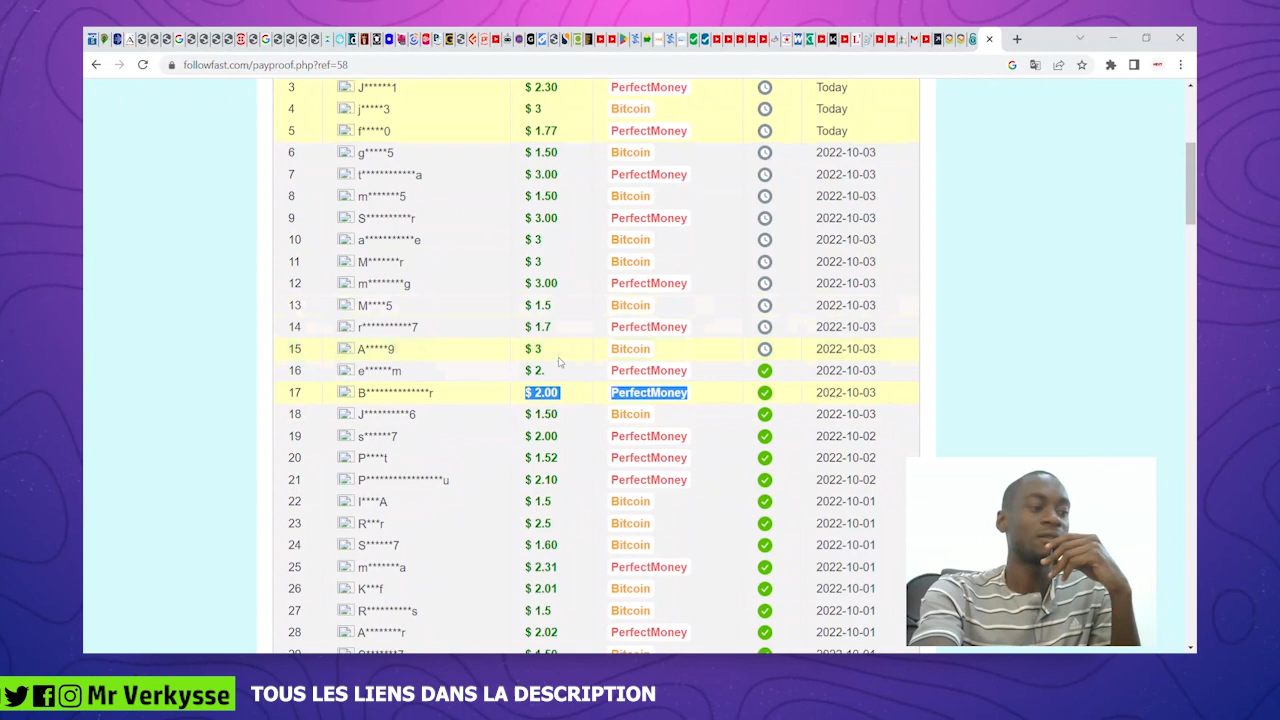 followfast.com/payproof.php?ref=58
3 J******1 $ 2.30 PerfectMoney Today
4 j*****3 $ 3 Bitcoin Today
5 f*****0 $ 1.77 PerfectMoney Today
6 g*****5 $ 1.50 Bitcoin 2022-10-03
7 t************a $ 3.00 PerfectMoney 2022-10-03
8 m*******5 $ 1.50 Bitcoin 2022-10-03
9 S**********r $ 3.00 PerfectMoney 2022-10-03
10 a***********e $ 3 Bitcoin 2022-10-03
11 M*******r $ 3 Bitcoin 2022-10-03
12 m********g $ 3.00 PerfectMoney 2022-10-03
13 M****5 $ 1.5 Bitcoin 2022-10-03
14 r***********7 $ 1.7 PerfectMoney 2022-10-03
15 A*****9 $ 3 Bitcoin 2022-10-03
16 e******m $ 2. PerfectMoney 2022-10-03
17 B**************r $ 2.00 PerfectMoney 2022-10-03
18 J**********6 $ 1.50 Bitcoin 2022-10-03
19 s******7 $ 2.00 PerfectMoney 2022-10-02
20 P****t $ 1.52 PerfectMoney 2022-10-02
21 P*****************u $ 2.10 PerfectMoney 2022-10-02
22 I****A $ 1.5 Bitcoin 2022-10-01
23 R***r $ 2.5 Bitcoin 2022-10-01
24 S******7 $ 1.60 Bitcoin 2022-10-01
25 m*******a $ 2.31 PerfectMoney 2022-10-01
26 K***f $ 2.01 Bitcoin 2022-10-01
27 R**********s $ 1.5 Bitcoin 2022-10-01
28 A********r $ 2.02 PerfectMoney 2022-10-01
Mr Verkysse
TOUS LES LIENS DANS LA DESCRIPTION